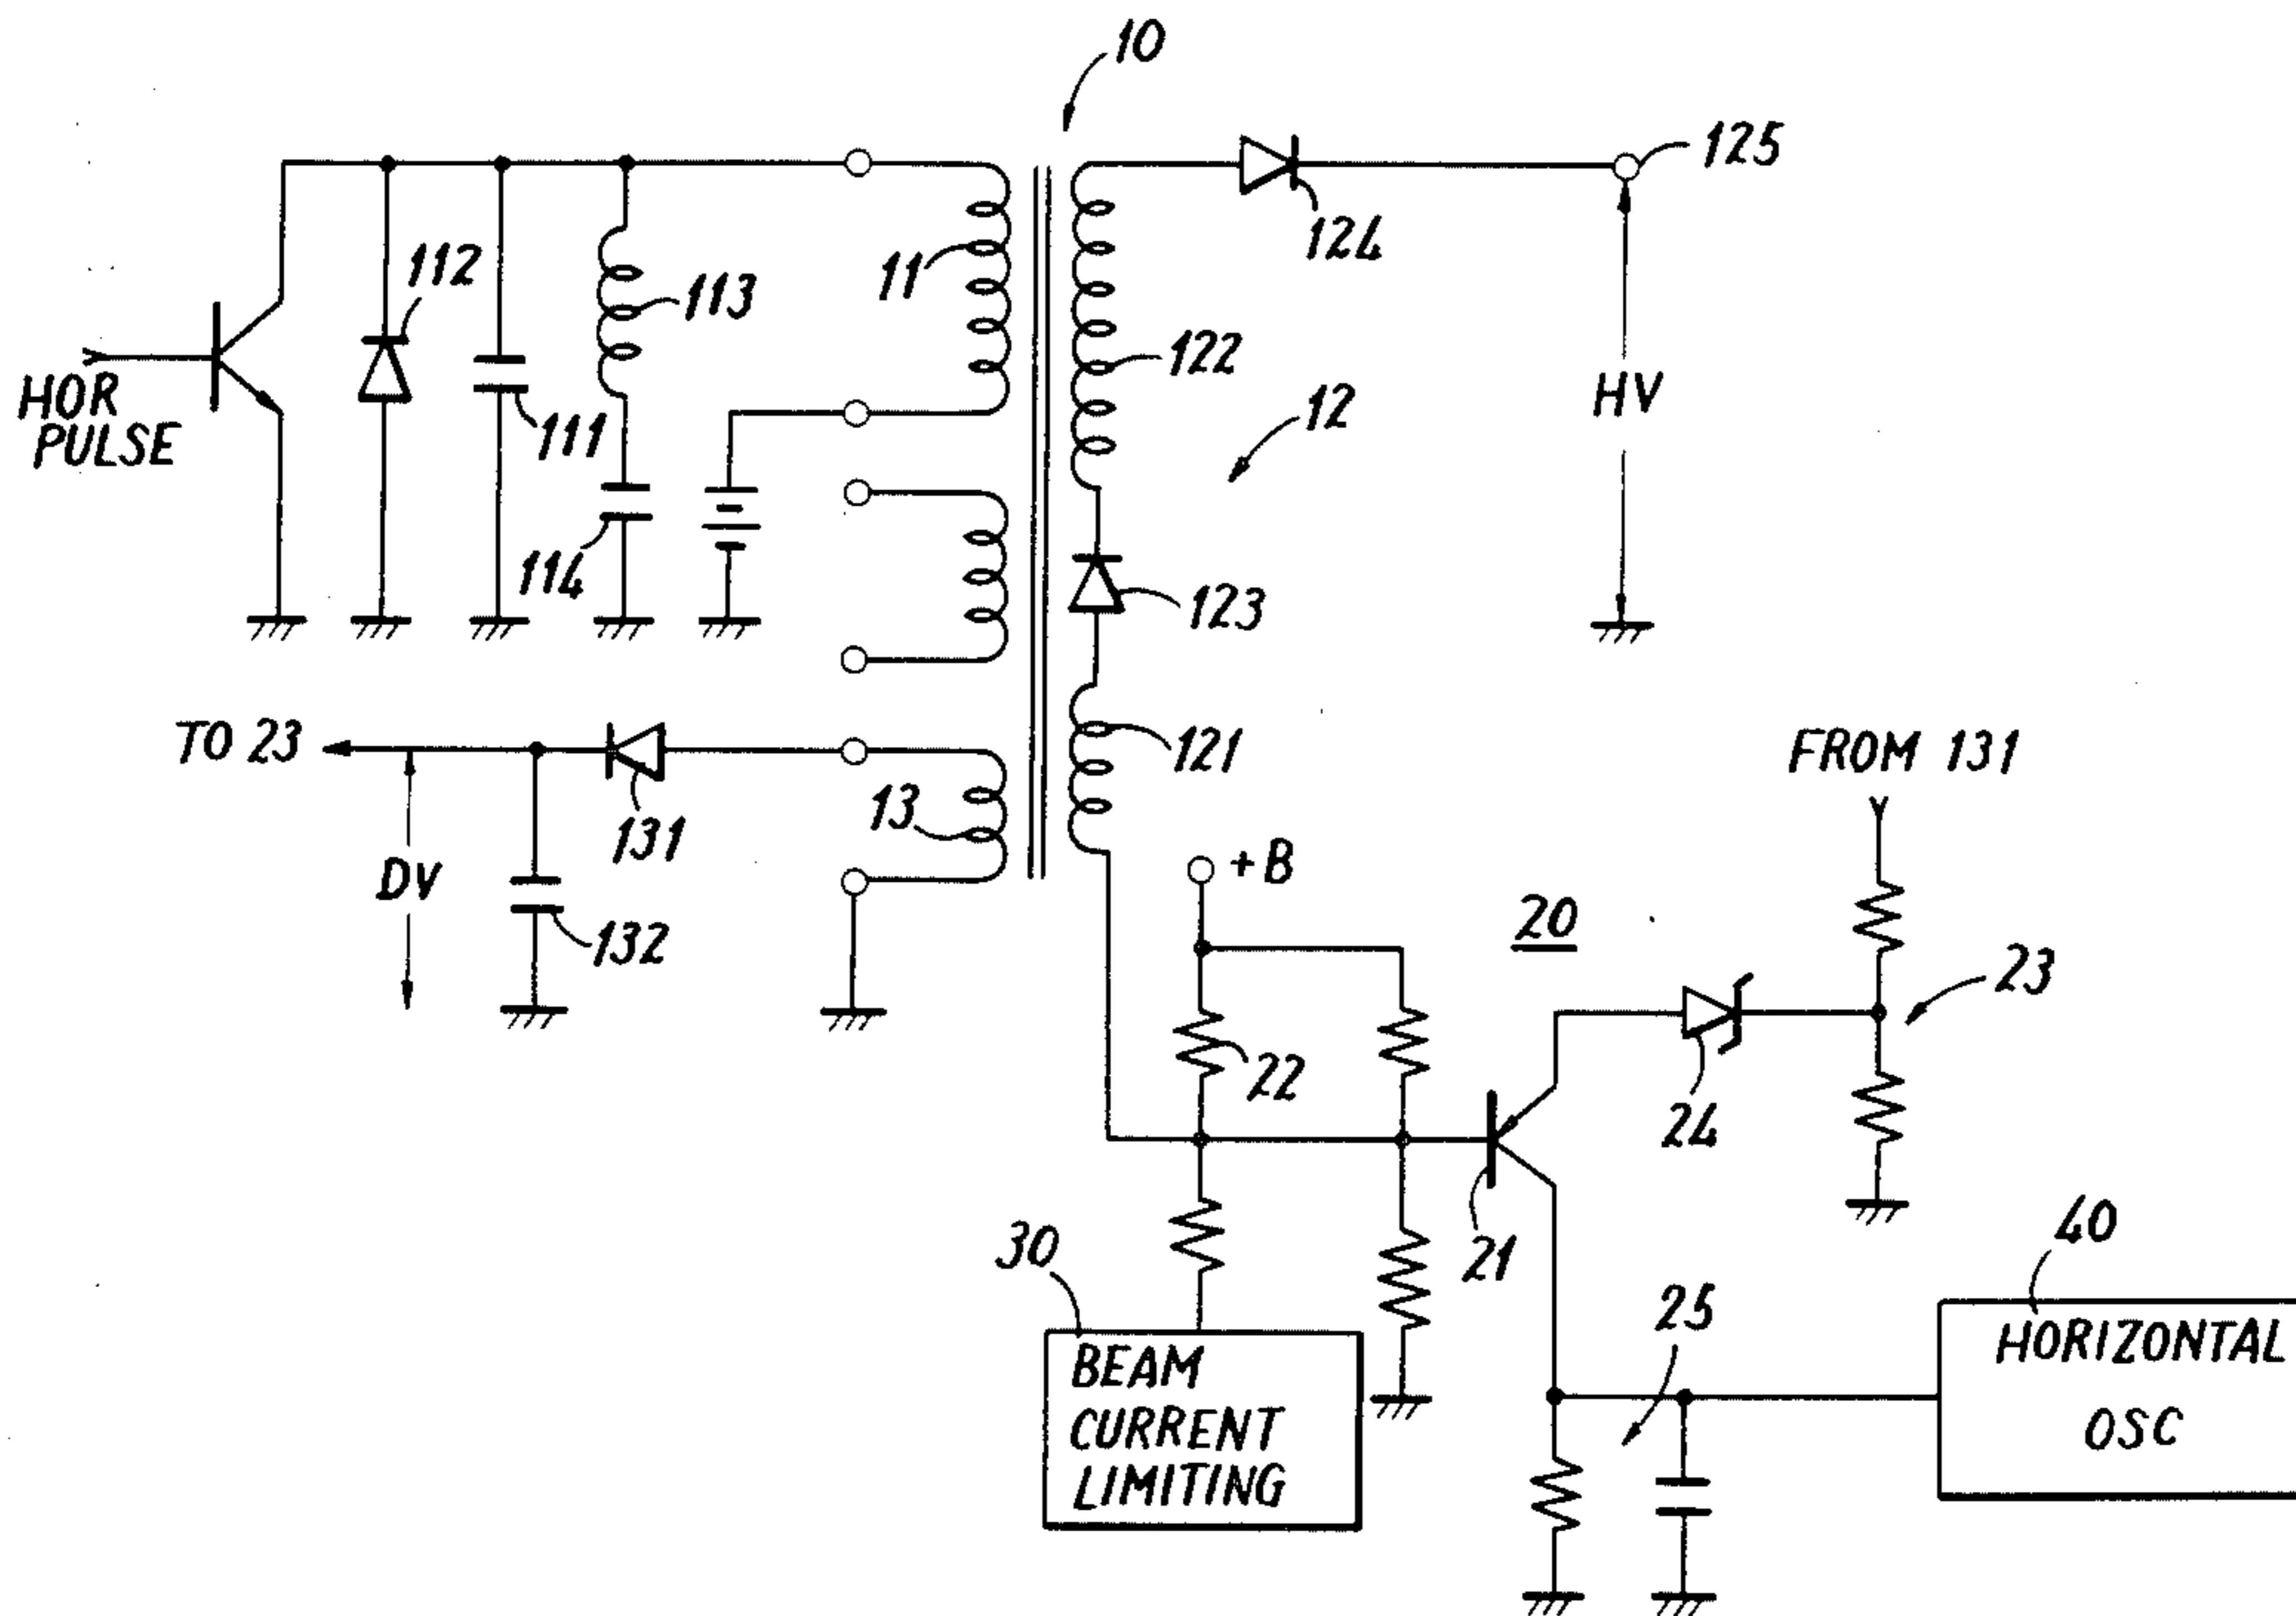 10
125
124
112
113
11
122
HOR
PULSE
111
HV
12
114
123
TO 23
121
FROM 131
13
131
DV
+B
132
20
23
22
24
21
40
30
25
HORIZONTAL
OSC
BEAM
CURRENT
LIMITING